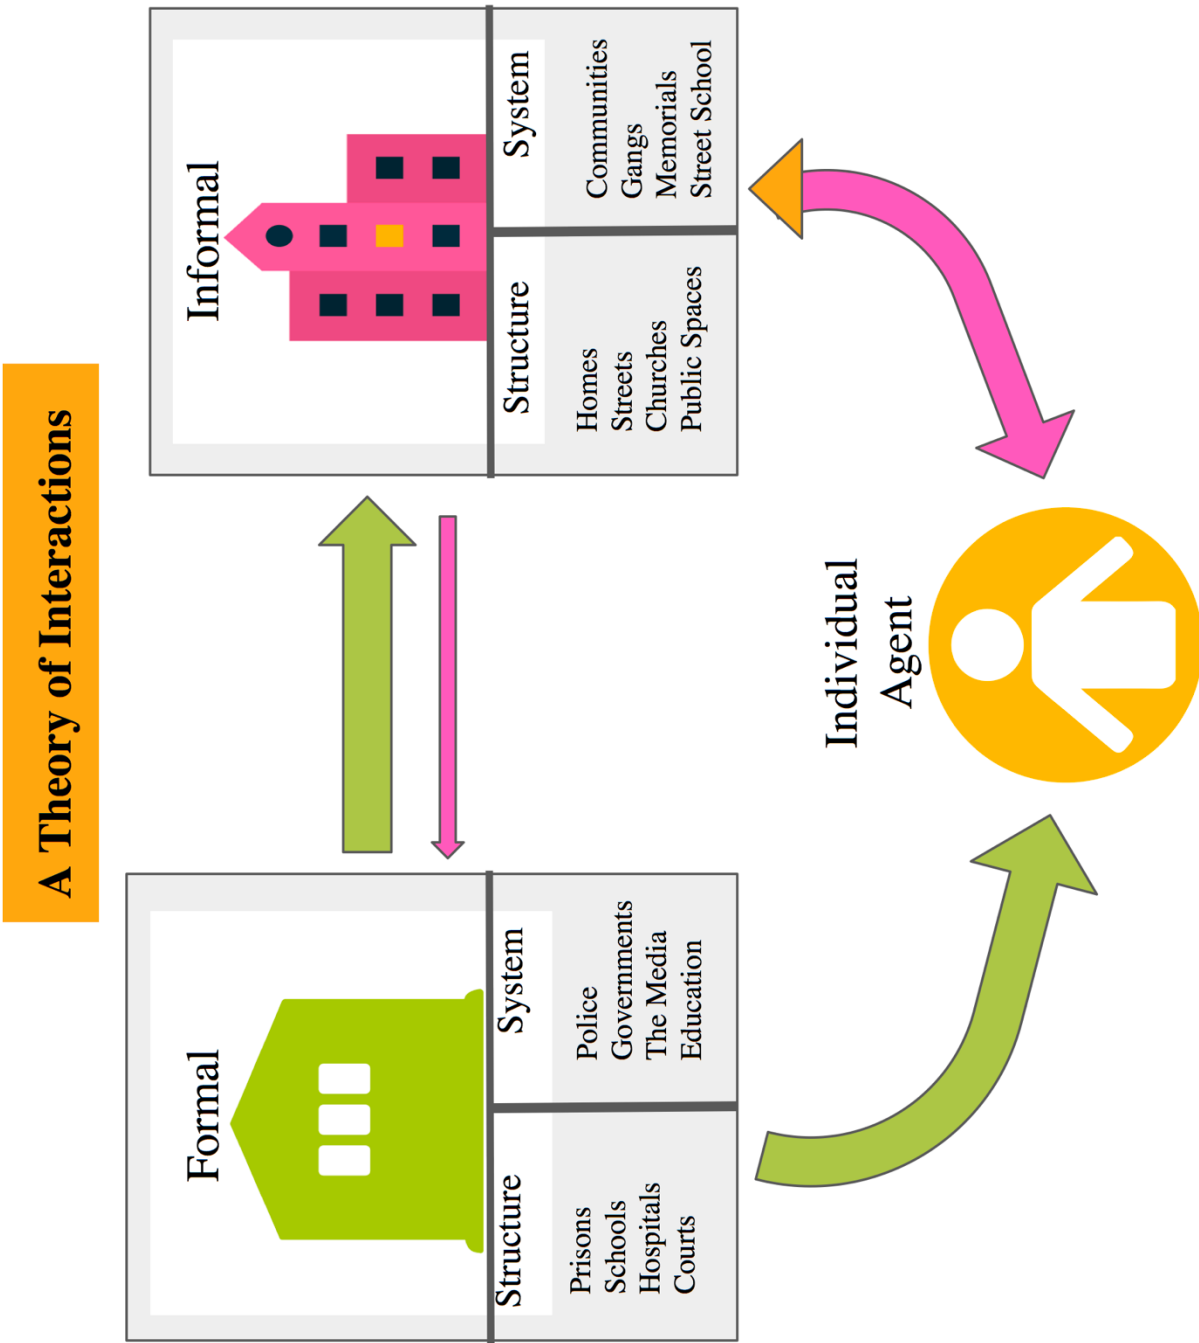 A Theory of Interactions
Formal
Structure
System
Prisons
Schools
Hospitals
Courts
Police
Governments
The Media
Education
Informal
Structure
System
Homes
Streets
Churches
Public Spaces
Communities
Gangs
Memorials
Street School
Individual
Agent